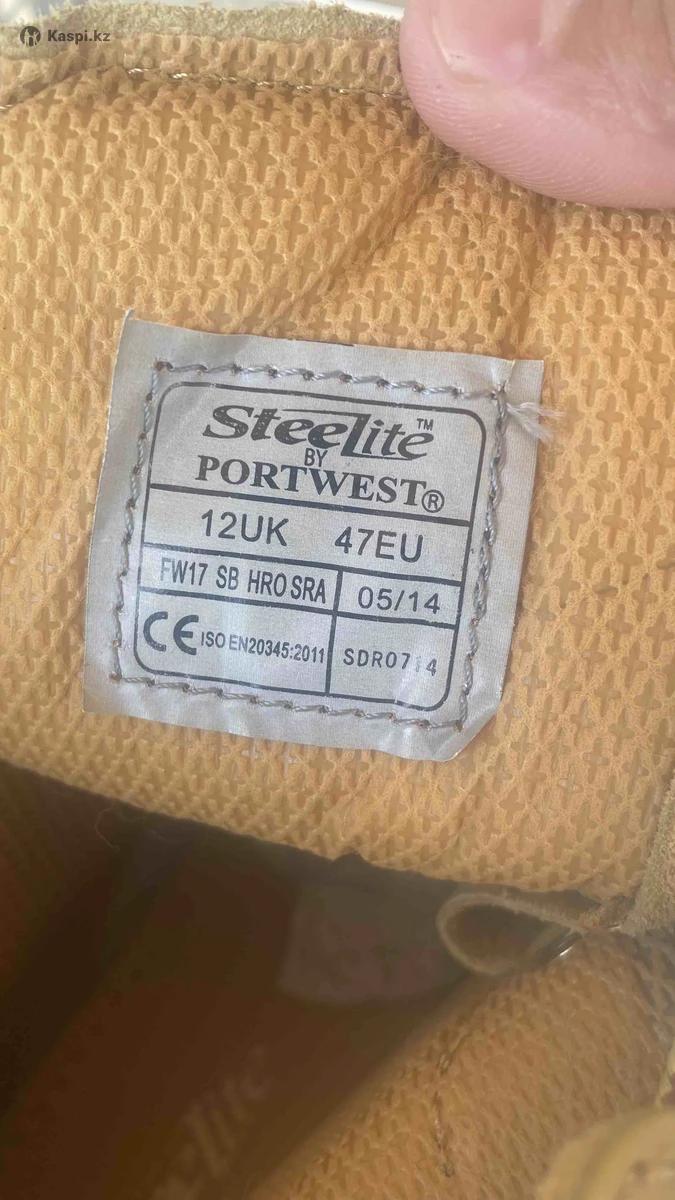 Kaspi.kz
SteeLite™
BY
PORTWEST®
12UK 47EU
FW17 SB HRO SRA
05/14
CE ISO EN20345:2011
SDR0714